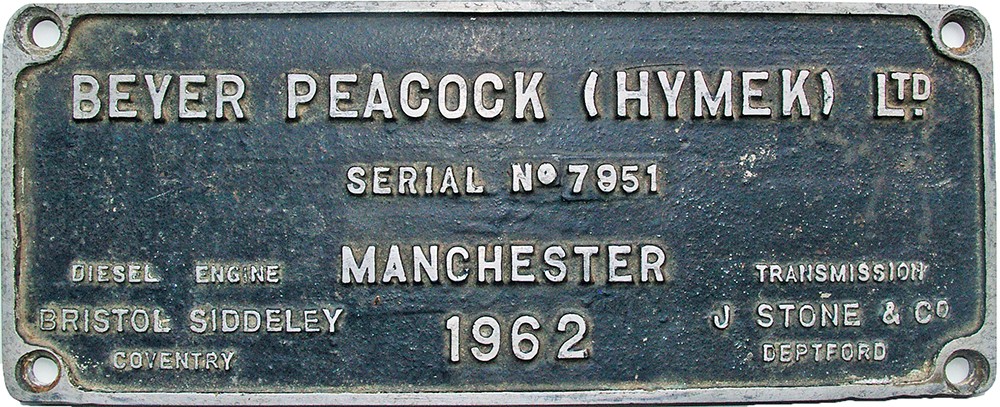 BEYER PEACOCK (HYMEK) LTD.
SERIAL No 7951
MANCHESTER
1962
DIESEL ENGINE
BRISTOL SIDDELEY
COVENTRY
TRANSMISSION
J STONE & Co
DEPTFORD